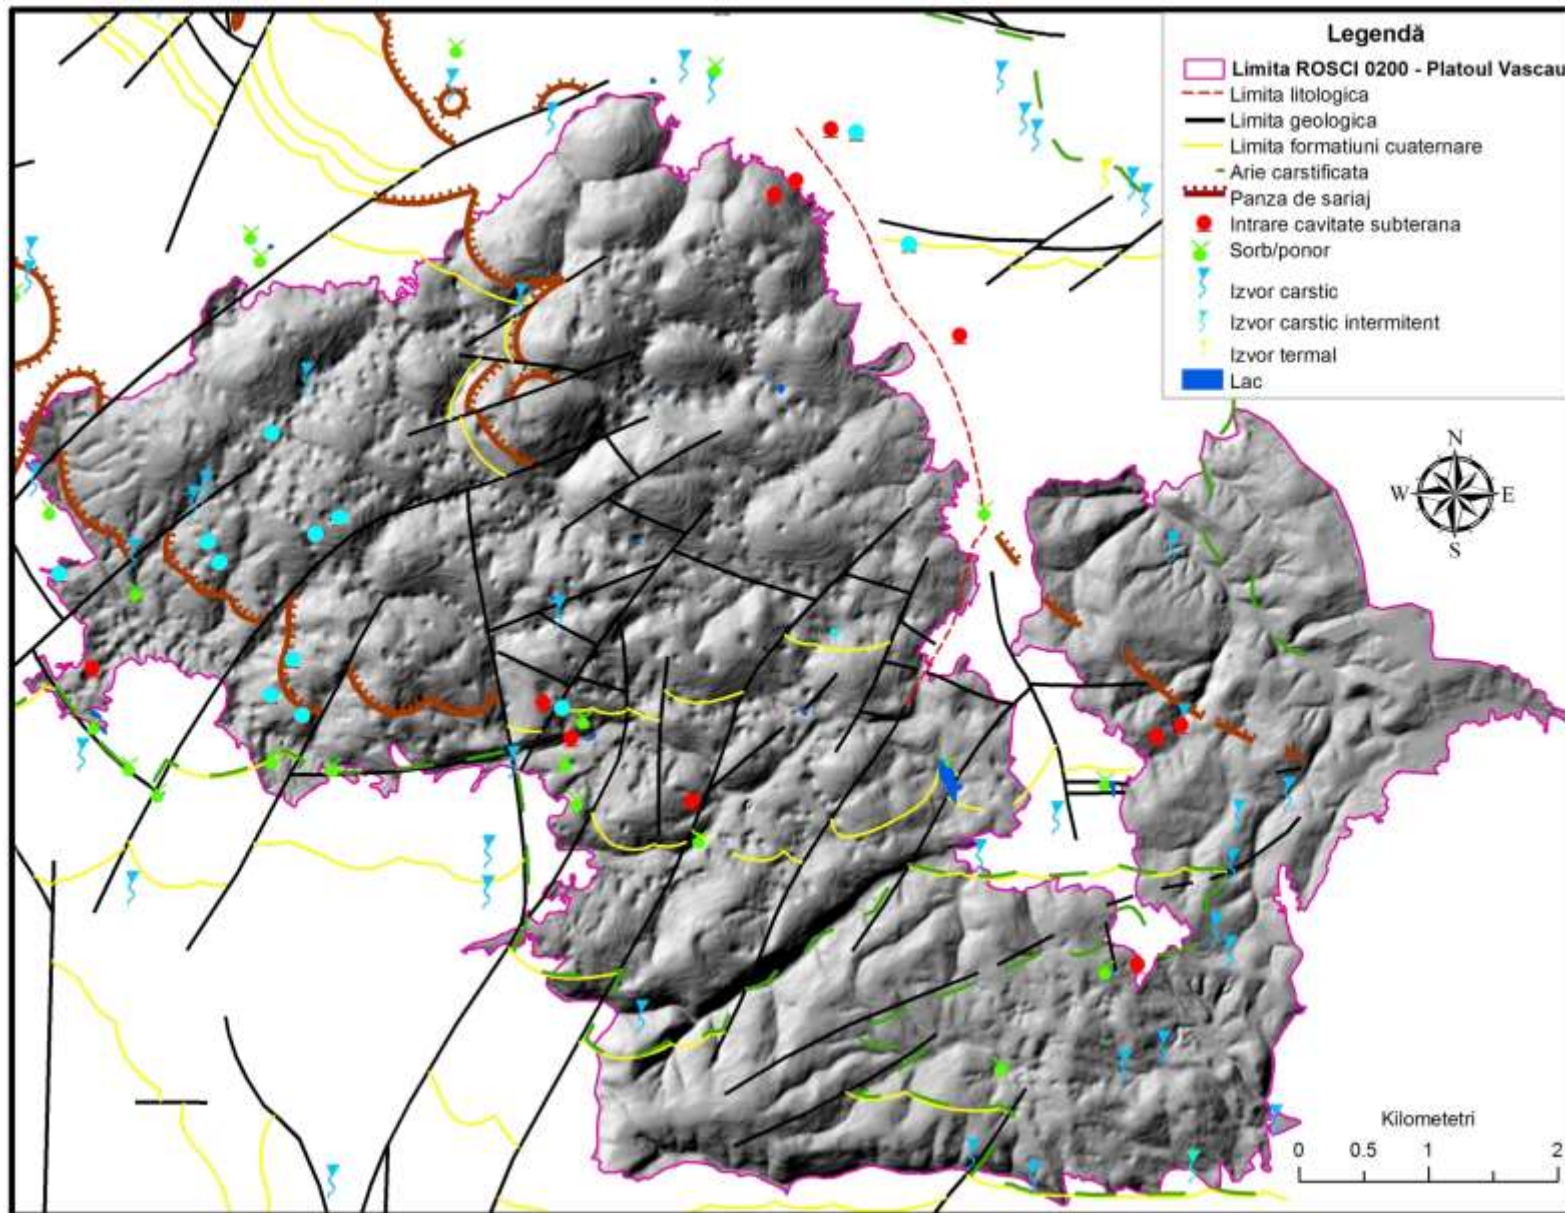 Legendă
Limita ROSCI 0200 - Platoul Vascau
Limita litologica
Limita geologica
Limita formatiuni cuaternare
Arie carstificata
Panza de sariaj
Intrare cavitate subterana
Sorb/ponor
Izvor carstic
Izvor carstic intermitent
Izvor termal
Lac
N
W E
S
Kilometetri
0 0.5 1 2